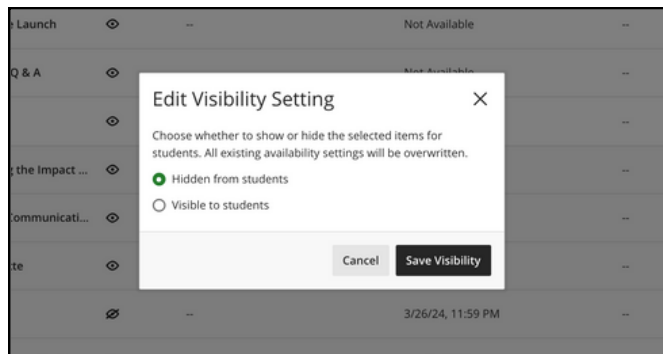 Launch -- Not Available --
Q & A Not Available --
Edit Visibility Setting
Choose whether to show or hide the selected items for
students. All existing availability settings will be overwritten.
--
the Impact ... --
Hidden from students
Visible to students
Communicati... --
Cancel Save Visibility
tte --
-- 3/26/24, 11:59 PM --